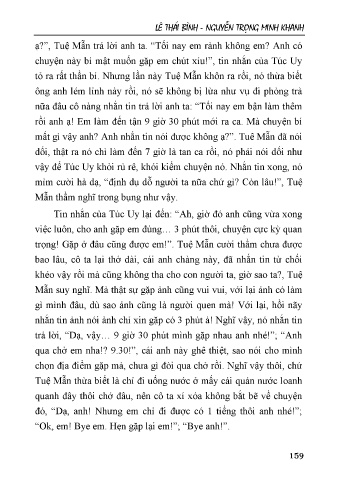 LÊ THÁI BÌNH - NGUYỄN TRỌNG MINH KHANH
ạ?”, Tuệ Mẫn trả lời anh ta. “Tối nay em rảnh không em? Anh có
chuyện này bí mật muốn gặp em chút xíu!”, tin nhắn của Túc Uy
tỏ ra rất thần bí. Nhưng lần này Tuệ Mẫn khôn ra rồi, nó thừa biết
ông anh lém lỉnh này rồi, nó sẽ không bị lừa như vụ đi phòng trà
nữa đâu cô nàng nhắn tin trả lời anh ta: “Tối nay em bận làm thêm
rồi anh ạ! Em làm đến tận 9 giờ 30 phút mới ra ca. Mà chuyện bí
mật gì vậy anh? Anh nhắn tin nói được không ạ?”. Tuệ Mẫn đã nói
dối, thật ra nó chỉ làm đến 7 giờ là tan ca rồi, nó phải nói dối như
vậy để Túc Uy khỏi rủ rê, khỏi kiếm chuyện nó. Nhắn tin xong, nó
mỉm cười hả dạ, “định dụ dỗ người ta nữa chứ gì? Còn lâu!”, Tuệ
Mẫn thầm nghĩ trong bụng như vậy.
Tin nhắn của Túc Uy lại đến: “Ah, giờ đó anh cũng vừa xong
việc luôn, cho anh gặp em đúng… 3 phút thôi, chuyện cực kỳ quan
trọng! Gặp ở đâu cũng được em!”. Tuệ Mẫn cười thầm chưa được
bao lâu, cô ta lại thở dài, cái anh chàng này, đã nhắn tin từ chối
khéo vậy rồi mà cũng không tha cho con người ta, giờ sao ta?, Tuệ
Mẫn suy nghĩ. Mà thật sự gặp ảnh cũng vui vui, với lại ảnh có làm
gì mình đâu, dù sao ảnh cũng là người quen mà! Với lại, hồi nãy
nhắn tin ảnh nói ảnh chỉ xin gặp có 3 phút à! Nghĩ vậy, nó nhắn tin
trả lời, “Dạ, vậy… 9 giờ 30 phút mình gặp nhau anh nhé!”; “Anh
qua chở em nha!? 9.30!”, cái anh này ghê thiệt, sao nói cho mình
chọn địa điểm gặp mà, chưa gì đòi qua chở rồi. Nghĩ vậy thôi, chứ
Tuệ Mẫn thừa biết là chỉ đi uống nước ở mấy cái quán nước loanh
quanh đây thôi chớ đâu, nên cô ta xí xóa không bắt bẻ về chuyện
đó, “Dạ, anh! Nhưng em chỉ đi được có 1 tiếng thôi anh nhé!”;
“Ok, em! Bye em. Hẹn gặp lại em!”; “Bye anh!”.
159